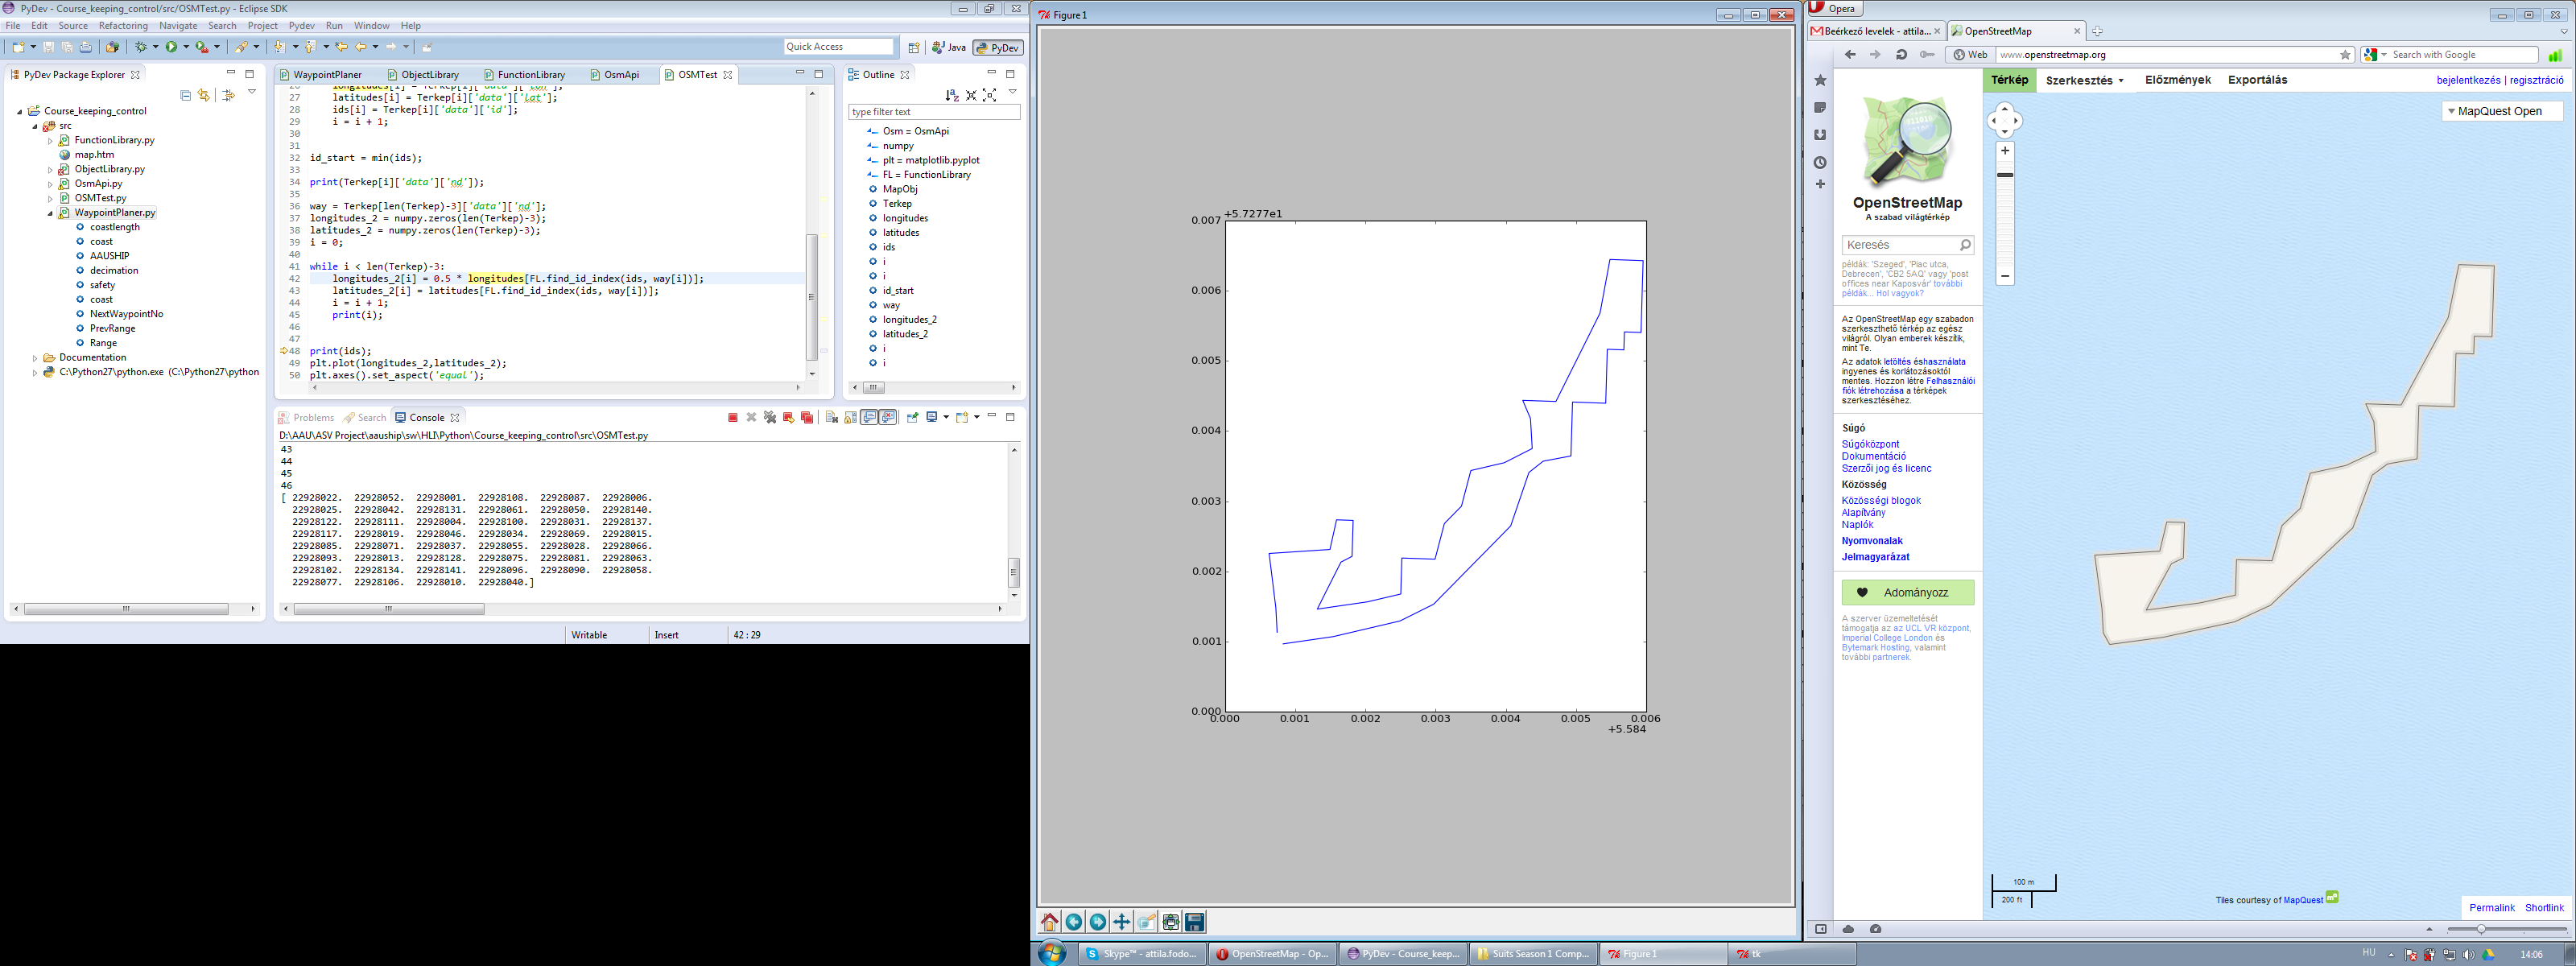 PyDev - Course_keeping_control/src/OSMTest.py - Eclipse SDK
File Edit Source Refactoring Navigate Search Project Pydev Run Window Help
Quick Access
Java
PyDev
PyDev Package Explorer
Course_keeping_control
src
FunctionLibrary.py
map.htm
ObjectLibrary.py
OsmApi.py
OSMTest.py
WaypointPlaner.py
coastlength
coast
AAUSHIP
decimation
safety
coast
NextWaypointNo
PrevRange
Range
Documentation
C:\Python27\python.exe (C:\Python27\python
WaypointPlaner ObjectLibrary FunctionLibrary OsmApi OSMTest
27 latitudes[i] = Terkep[i]['data']['lat'];
28 ids[i] = Terkep[i]['data']['id'];
29 i = i + 1;
30
31
32 id_start = min(ids);
33
34 print(Terkep[i]['data']['nd']);
35
36 way = Terkep[len(Terkep)-3]['data']['nd'];
37 longitudes_2 = numpy.zeros(len(Terkep)-3);
38 latitudes_2 = numpy.zeros(len(Terkep)-3);
39 i = 0;
40
41 while i < len(Terkep)-3:
42 longitudes_2[i] = 0.5 * longitudes[FL.find_id_index(ids, way[i])];
43 latitudes_2[i] = latitudes[FL.find_id_index(ids, way[i])];
44 i = i + 1;
45 print(i);
46
47
48 print(ids);
49 plt.plot(longitudes_2,latitudes_2);
50 plt.axes().set_aspect('equal');
Outline
type filter text
Osm = OsmApi
numpy
plt = matplotlib.pyplot
FL = FunctionLibrary
MapObj
Terkep
longitudes
latitudes
ids
i
i
id_start
way
longitudes_2
latitudes_2
i
i
Problems Search Console
D:\AAU\ASV Project\aauship\sw\HLI\Python\Course_keeping_control\src\OSMTest.py
43
44
45
46
[ 22928022. 22928052. 22928001. 22928108. 22928087. 22928006.
22928025. 22928042. 22928131. 22928061. 22928050. 22928140.
22928122. 22928111. 22928004. 22928100. 22928031. 22928137.
22928117. 22928019. 22928046. 22928034. 22928069. 22928015.
22928085. 22928071. 22928037. 22928055. 22928028. 22928066.
22928093. 22928013. 22928128. 22928075. 22928081. 22928063.
22928102. 22928134. 22928141. 22928096. 22928090. 22928058.
22928077. 22928106. 22928010. 22928040.]
Writable Insert 42 : 29
Figure 1
+5.7277e1
0.007
0.006
0.005
0.004
0.003
0.002
0.001
0.000
0.000 0.001 0.002 0.003 0.004 0.005 0.006
+5.584
Opera
Beérkező levelek - attila... OpenStreetMap
Web www.openstreetmap.org
Search with Google
OpenStreetMap
A szabad világtérkép
Keresés
példák: 'Szeged', 'Piac utca,
Debrecen', 'CB2 5AQ' vagy 'post
offices near Kaposvár' további
példák... Hol vagyok?
Az OpenStreetMap egy szabadon
szerkeszthető térkép az egész
világról. Olyan emberek készítik,
mint Te.
Az adatok letöltés éshasználata
ingyenes és korlátozásoktól
mentes. Hozzon létre Felhasználói
fiók létrehozása a térképek
szerkesztéséhez.
Súgó
Súgóközpont
Dokumentáció
Szerzői jog és licenc
Közösség
Közösségi blogok
Alapítvány
Naplók
Nyomvonalak
Jelmagyarázat
Adományozz
A szerver üzemeltetését
támogatja az az UCL VR központ,
Imperial College London és
Bytemark Hosting, valamint
további partnerek.
Térkép Szerkesztés Előzmények Exportálás
bejelentkezés | regisztráció
MapQuest Open
100 m
200 ft
Tiles courtesy of MapQuest
Permalink Shortlink
Skype™ - attila.fodo... OpenStreetMap - Op... PyDev - Course_keep... Suits Season 1 Comp... Figure 1 tk
HU 14:06